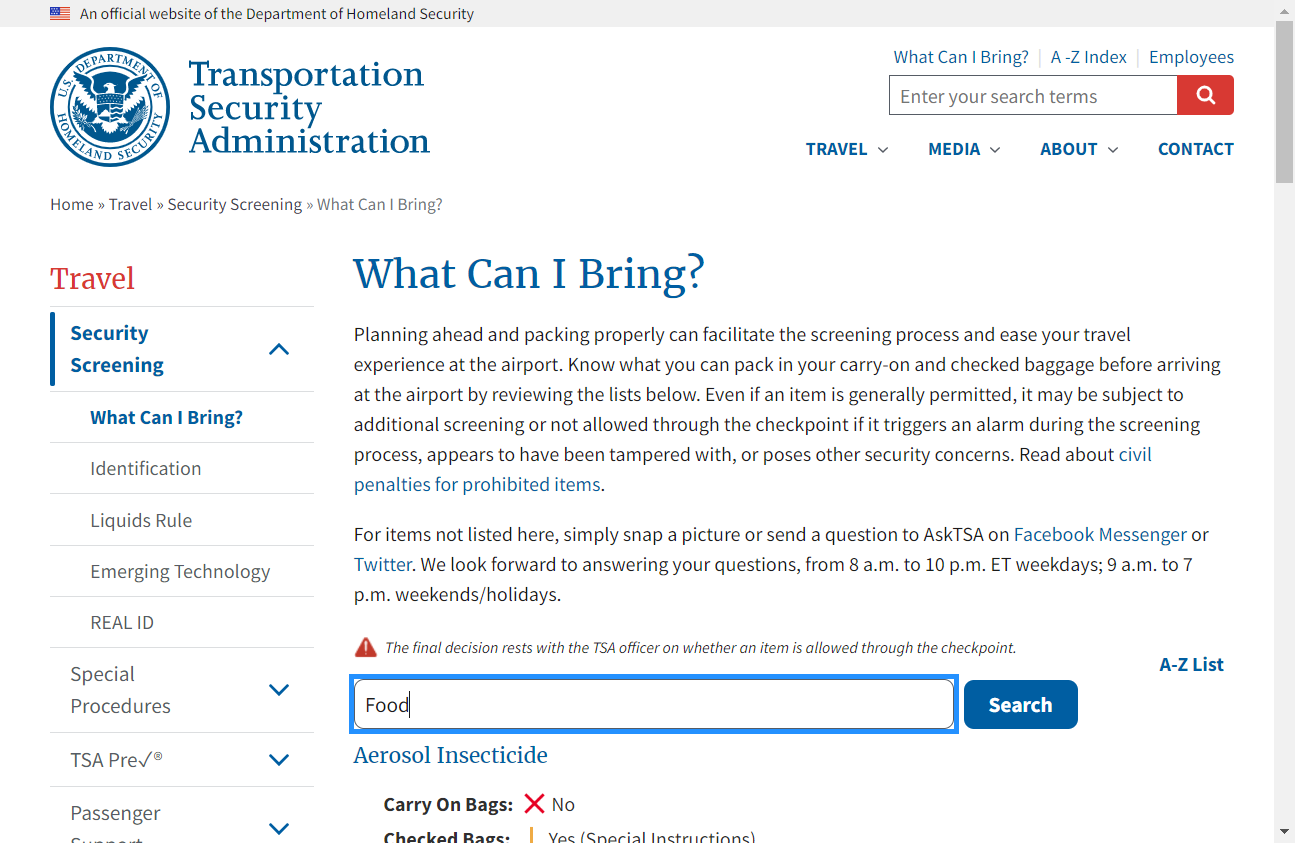 An official website of the Department of Homeland Security
U.S. DEPARTMENT OF
HOMELAND SECURITY
Transportation
Security
Administration
What Can I Bring?
A -Z Index
Employees
Enter your search terms
TRAVEL
MEDIA
ABOUT
CONTACT
Home » Travel » Security Screening » What Can I Bring?
Travel
Security
Screening
What Can I Bring?
Identification
Liquids Rule
Emerging Technology
REAL ID
Special
Procedures
TSA Pre✓®
Passenger
Support
What Can I Bring?
Planning ahead and packing properly can facilitate the screening process and ease your travel
experience at the airport. Know what you can pack in your carry-on and checked baggage before arriving
at the airport by reviewing the lists below. Even if an item is generally permitted, it may be subject to
additional screening or not allowed through the checkpoint if it triggers an alarm during the screening
process, appears to have been tampered with, or poses other security concerns. Read about civil
penalties for prohibited items.
For items not listed here, simply snap a picture or send a question to AskTSA on Facebook Messenger or
Twitter. We look forward to answering your questions, from 8 a.m. to 10 p.m. ET weekdays; 9 a.m. to 7
p.m. weekends/holidays.
The final decision rests with the TSA officer on whether an item is allowed through the checkpoint.
A-Z List
Food
Search
Aerosol Insecticide
Carry On Bags: No
Checked Bags: Yes (Special Instructions)